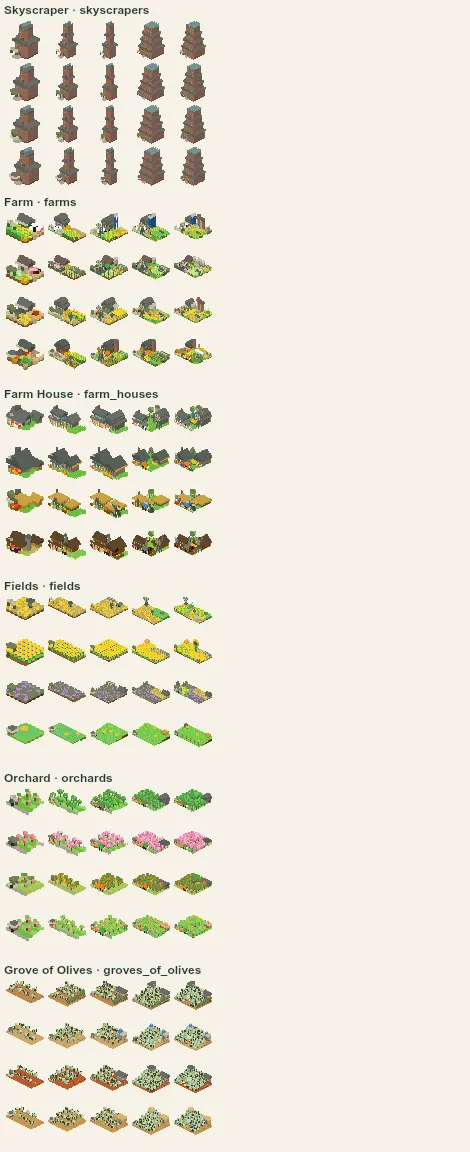 Skyscraper · skyscrapers
Farm · farms
Farm House · farm_houses
Fields · fields
Orchard · orchards
Grove of Olives · groves_of_olives